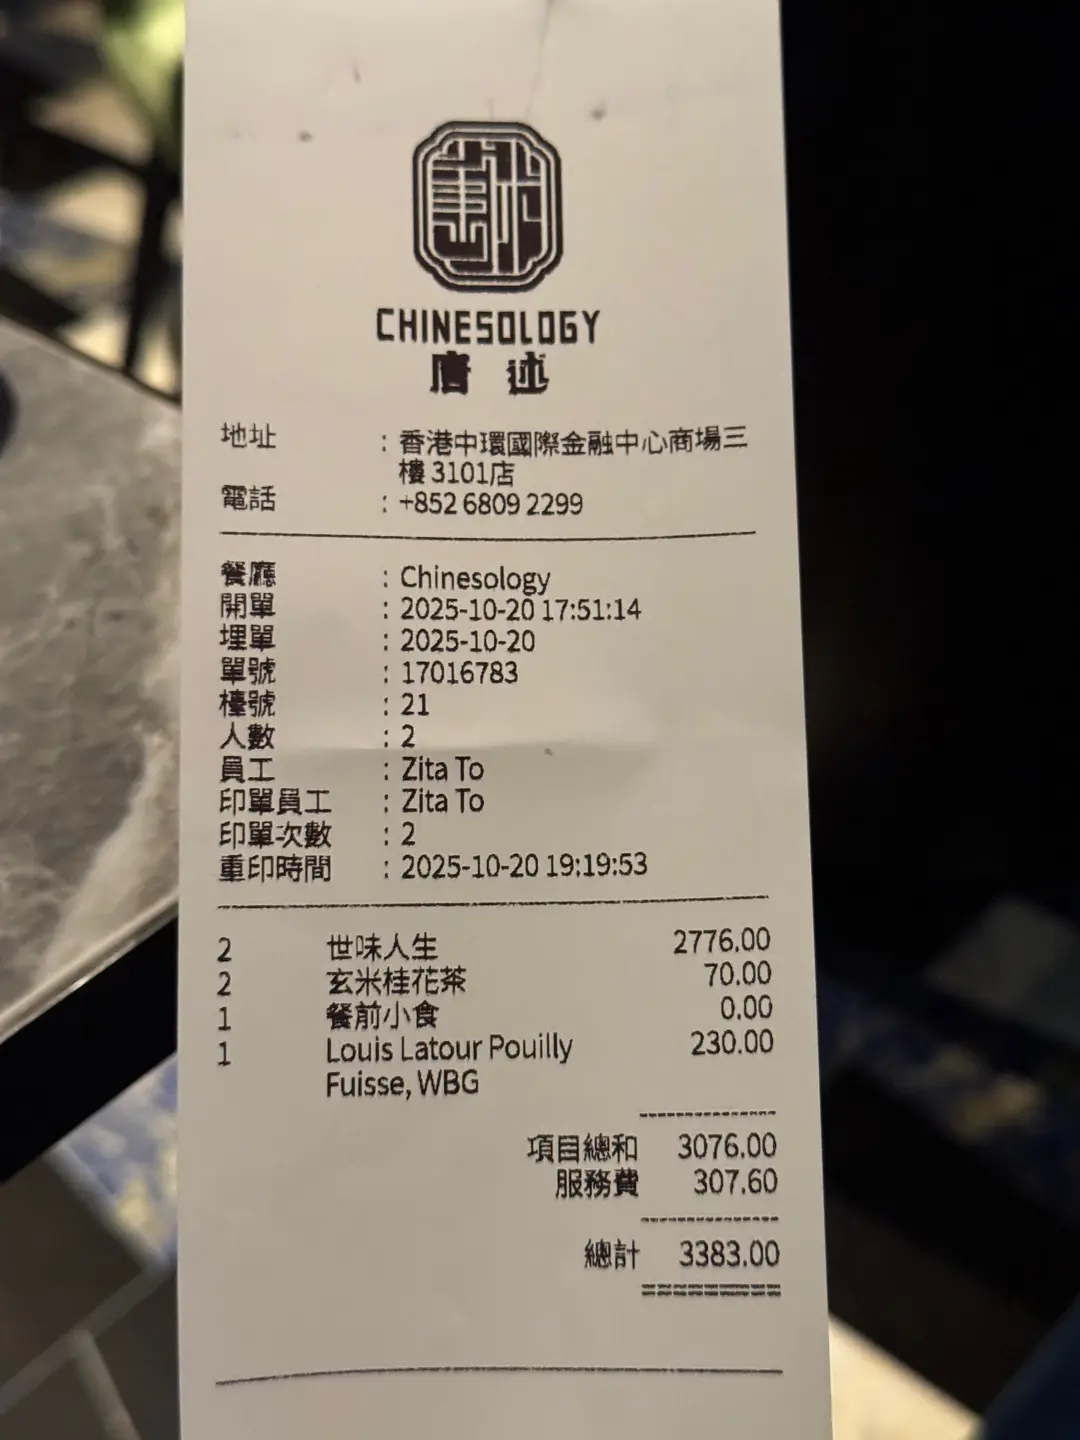 CHINESOLOGY
唐述
地址 : 香港中環國際金融中心商場三
樓 3101店
電話 : +852 6809 2299
餐廳 : Chinesology
開單 : 2025-10-20 17:51:14
埋單 : 2025-10-20
單號 : 17016783
檯號 : 21
人數 : 2
員工 : Zita To
印單員工 : Zita To
印單次數 : 2
重印時間 : 2025-10-20 19:19:53
2 世味人生 2776.00
2 玄米桂花茶 70.00
1 餐前小食 0.00
1 Louis Latour Pouilly 230.00
Fuisse, WBG
項目總和 3076.00
服務費 307.60
總計 3383.00